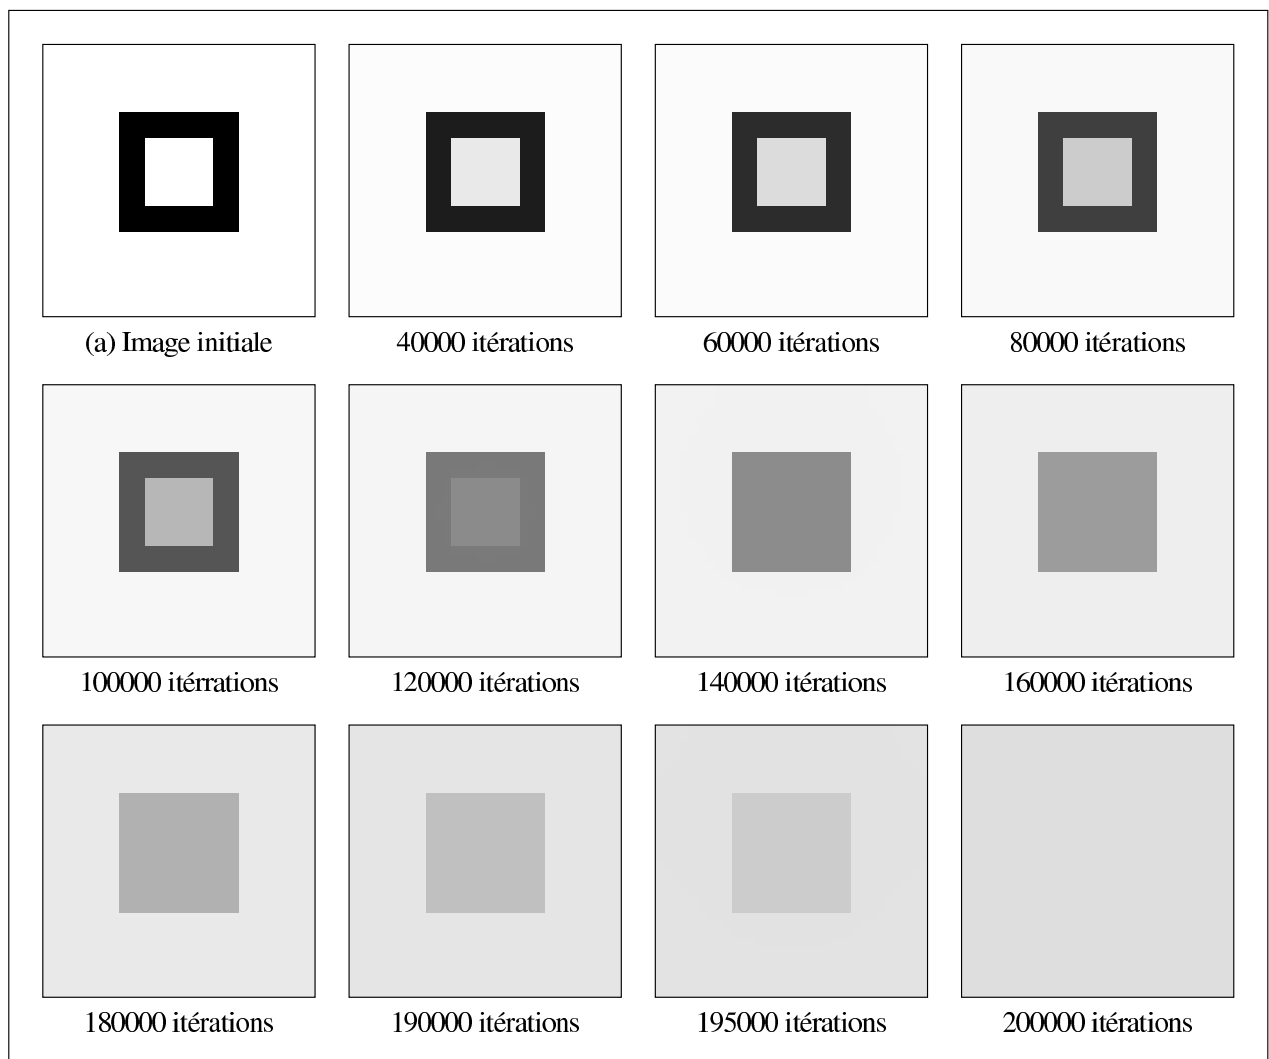 (a) Image initiale
40000 itérations
60000 itérations
80000 itérations
100000 itérrations
120000 itérations
140000 itérations
160000 itérations
180000 itérations
190000 itérations
195000 itérations
200000 itérations